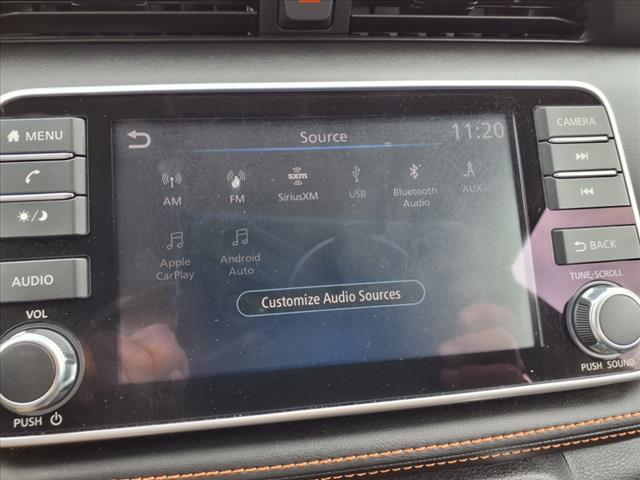 MENU
AUDIO
VOL
PUSH
Source
11:20
AM
FM
sxm
SiriusXM
USB
Bluetooth
Audio
AUX
Apple
CarPlay
Android
Auto
Customize Audio Sources
CAMERA
BACK
TUNE·SCROLL
PUSH SOUND